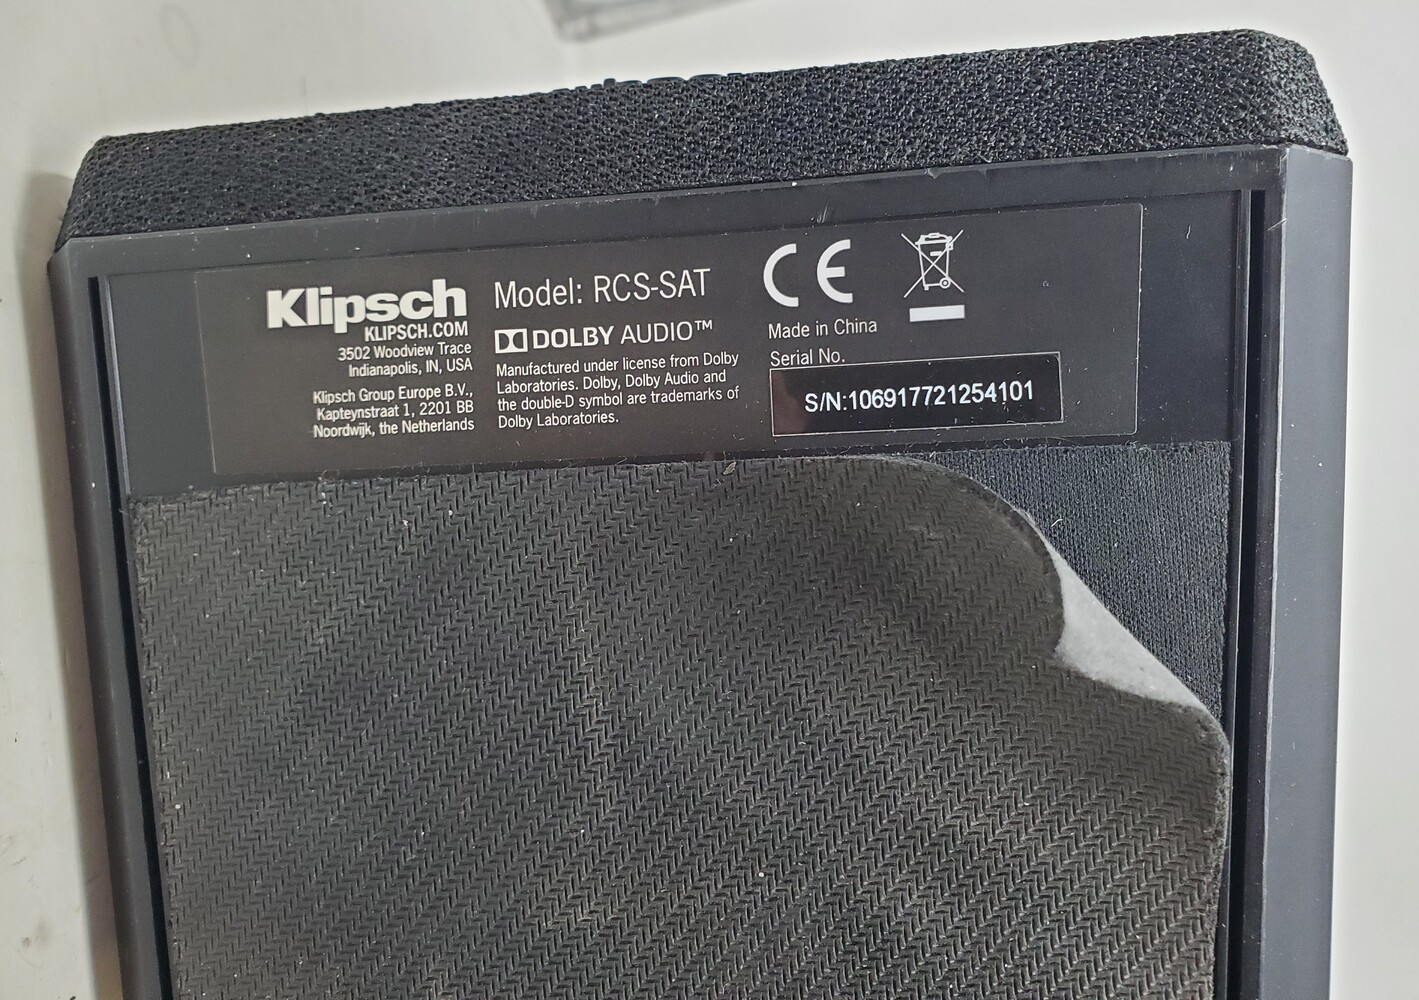 Klipsch
KLIPSCH.COM
3502 Woodview Trace
Indianapolis, IN, USA
Klipsch Group Europe B.V.,
Kapteynstraat 1, 2201 BB
Noordwijk, the Netherlands
Model: RCS-SAT
DOLBY AUDIO™
Manufactured under license from Dolby
Laboratories. Dolby, Dolby Audio and
the double-D symbol are trademarks of
Dolby Laboratories.
CE
Made in China
Serial No.
S/N:106917721254101